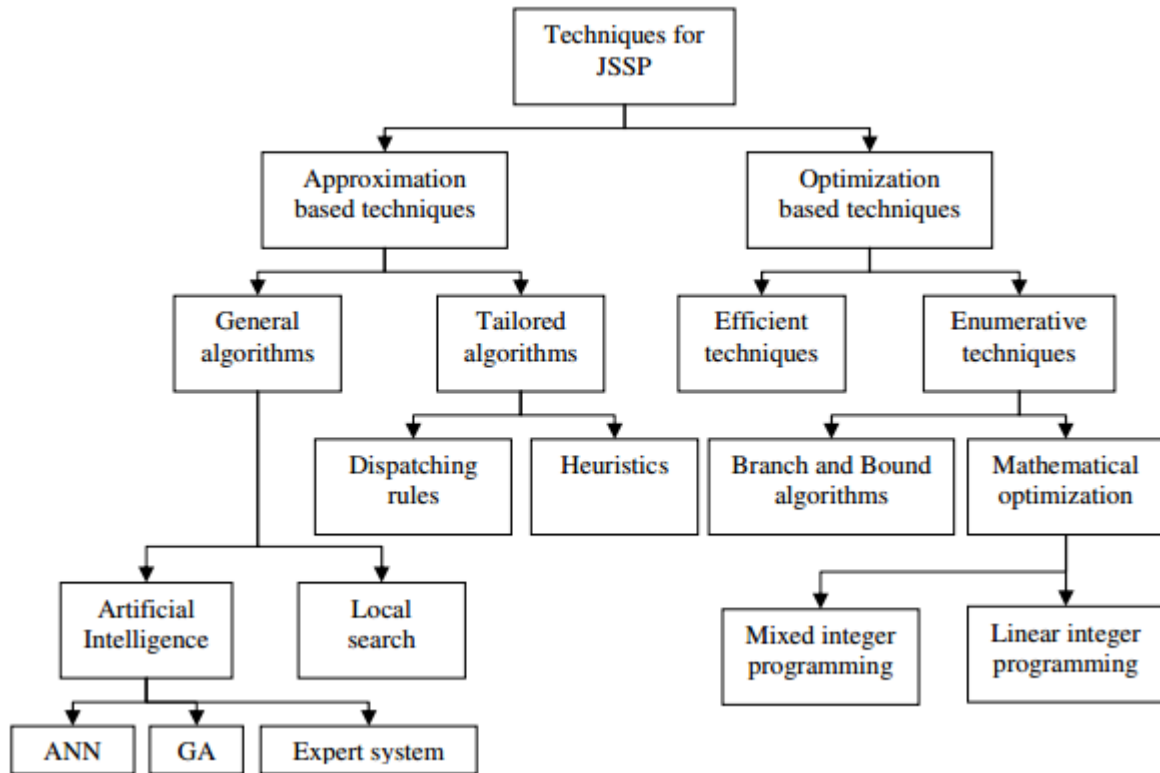 Techniques for
JSSP
Approximation
based techniques
Optimization
based techniques
General
algorithms
Tailored
algorithms
Efficient
techniques
Enumerative
techniques
Dispatching
rules
Heuristics
Branch and Bound
algorithms
Mathematical
optimization
Artificial
Intelligence
Local
search
Mixed integer
programming
Linear integer
programming
ANN
GA
Expert system